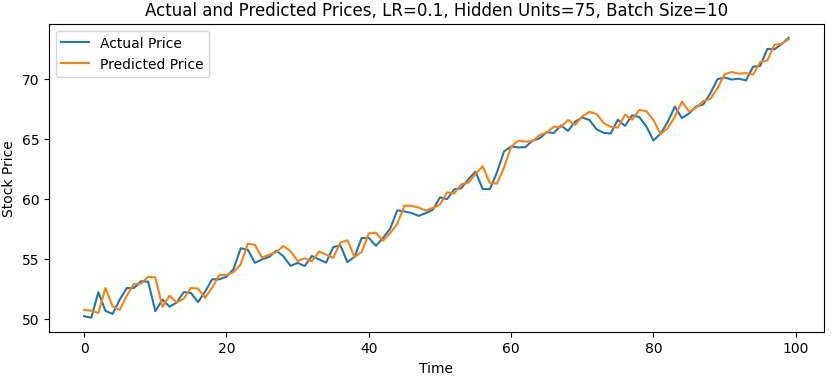 Actual and Predicted Prices, LR=0.1, Hidden Units=75, Batch Size=10
Actual Price
Predicted Price
Stock Price
70
65
60
55
50
0 20 40 60 80 100
Time